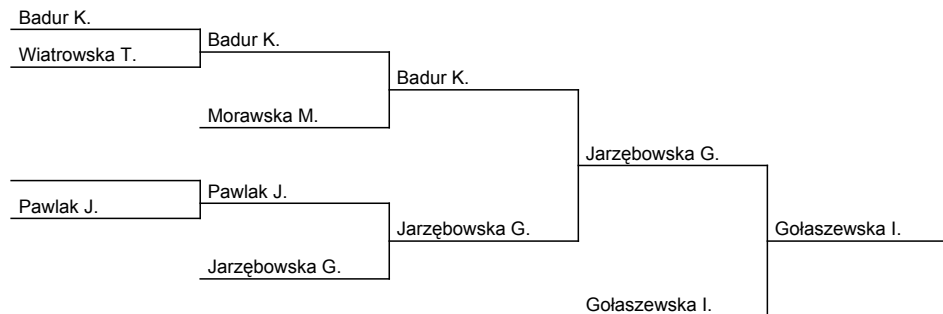 Badur K.
Wiatrowska T.
Badur K.
Badur K.
Morawska M.
Jarzębowska G.
Pawlak J.
Pawlak J.
Jarzębowska G.
Gołaszewska I.
Jarzębowska G.
Gołaszewska I.